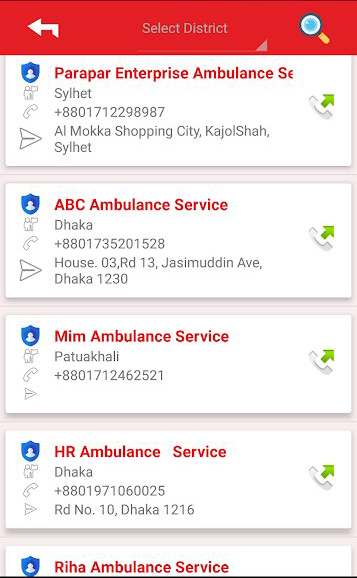 Select District
Parapar Enterprise Ambulance Se
Sylhet
+8801712298987
Al Mokka Shopping City, KajolShah,
Sylhet
ABC Ambulance Service
Dhaka
+8801735201528
House. 03,Rd 13, Jasimuddin Ave,
Dhaka 1230
Mim Ambulance Service
Patuakhali
+8801712462521
HR Ambulance   Service
Dhaka
+8801971060025
Rd No. 10, Dhaka 1216
Riha Ambulance Service